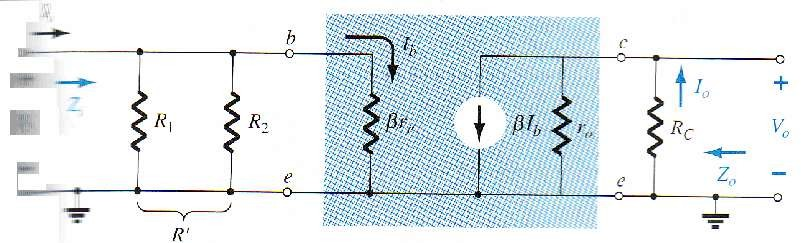 b
I_b
c
I_o
+
Z_i
R_1
R_2
βr_e
βI_b
r_o
R_C
V_o
Z_o
−
e
e
R'